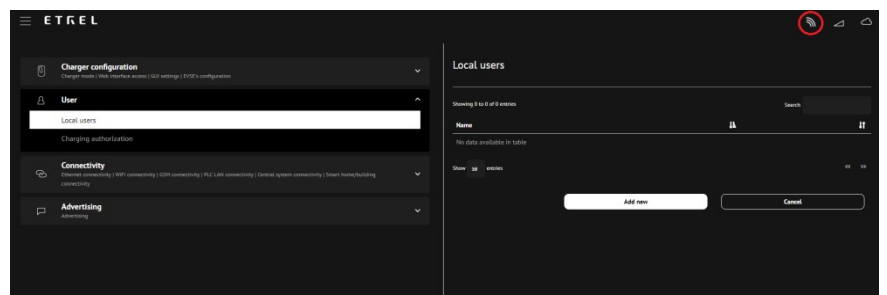 ETREL
Charger configuration
Charger mode | Web interface access | GUI settings | EVSE's configuration
User
Local users
Charging authorization
Connectivity
Ethernet connectivity | WiFi connectivity | GSM connectivity | PLC LAN connectivity | Central system connectivity | Smart home/building
connectivity
Advertising
Advertising
Local users
Showing 0 to 0 of 0 entries
Search
Name
No data available in table
Show 10 entries
« »
Add new
Cancel